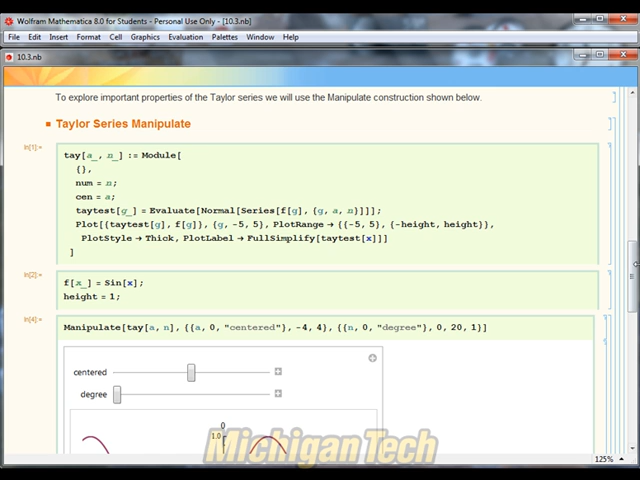 Wolfram Mathematica 8.0 for Students - Personal Use Only - [10.3.nb]
File Edit Insert Format Cell Graphics Evaluation Palettes Window Help
10.3.nb
To explore important properties of the Taylor series we will use the Manipulate construction shown below.
Taylor Series Manipulate
In[1]:=
tay[a_, n_] := Module[
{},
num = n;
cen = a;
taytest[g_] = Evaluate[Normal[Series[f[g], {g, a, n}]]];
Plot[{taytest[g], f[g]}, {g, -5, 5}, PlotRange → {{-5, 5}, {-height, height}},
PlotStyle → Thick, PlotLabel → FullSimplify[taytest[x]]]
]
In[2]:=
f[x_] = Sin[x];
height = 1;
In[4]:=
Manipulate[tay[a, n], {{a, 0, "centered"}, -4, 4}, {{n, 0, "degree"}, 0, 20, 1}]
centered
degree
0
1.0
MichiganTech
125%